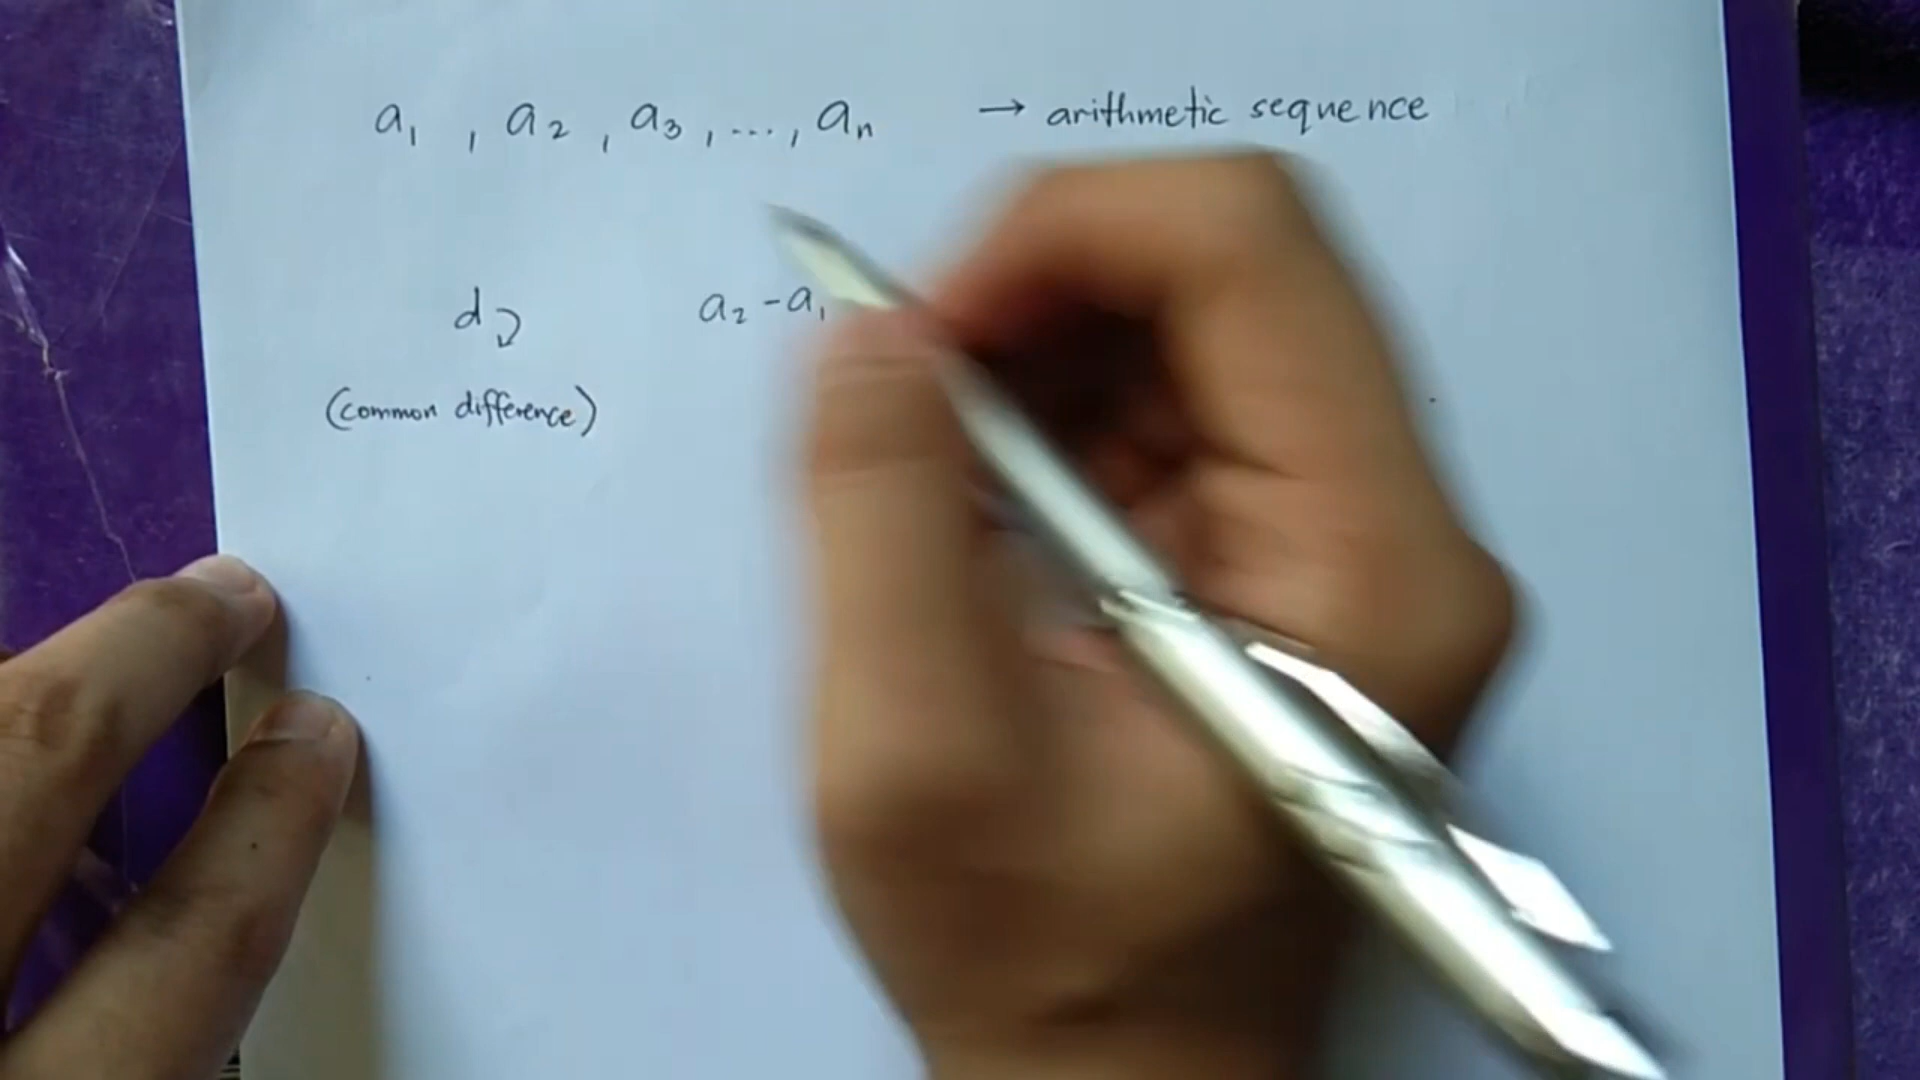 a₁ , a₂ , a₃ , ... , aₙ → arithmetic sequence
d a₂ - a₁
(common difference)